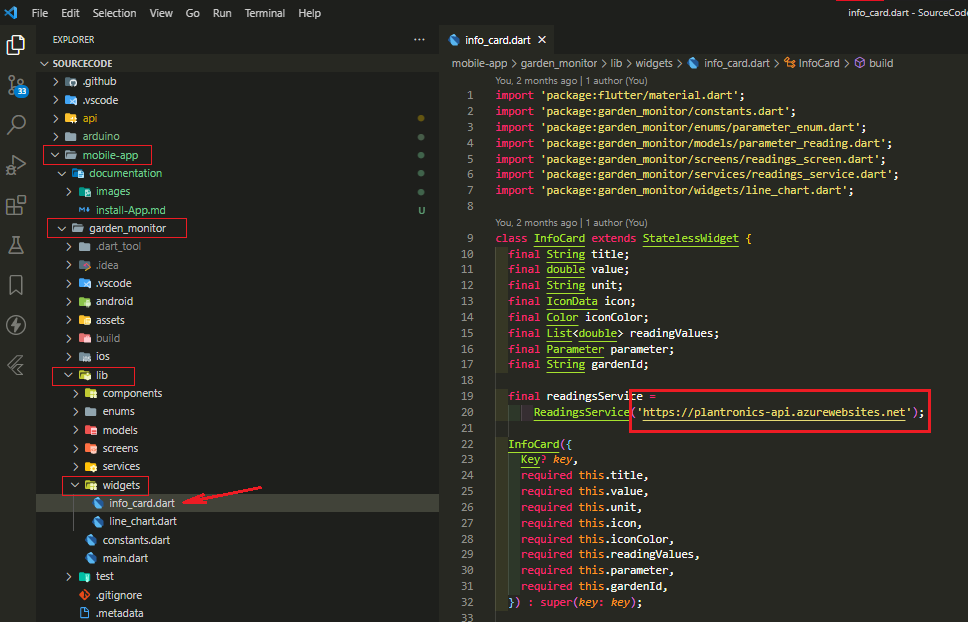 File Edit Selection View Go Run Terminal Help
info_card.dart - SourceCode
EXPLORER
SOURCECODE
.github
.vscode
api
arduino
mobile-app
documentation
images
install-App.md
U
garden_monitor
.dart_tool
.idea
.vscode
android
assets
build
ios
lib
components
enums
models
screens
services
widgets
info_card.dart
line_chart.dart
constants.dart
main.dart
test
.gitignore
.metadata
33
info_card.dart
mobile-app > garden_monitor > lib > widgets > info_card.dart > InfoCard > build
You, 2 months ago | 1 author (You)
1 import 'package:flutter/material.dart';
2 import 'package:garden_monitor/constants.dart';
3 import 'package:garden_monitor/enums/parameter_enum.dart';
4 import 'package:garden_monitor/models/parameter_reading.dart';
5 import 'package:garden_monitor/screens/readings_screen.dart';
6 import 'package:garden_monitor/services/readings_service.dart';
7 import 'package:garden_monitor/widgets/line_chart.dart';
8
You, 2 months ago | 1 author (You)
9 class InfoCard extends StatelessWidget {
10 final String title;
11 final double value;
12 final String unit;
13 final IconData icon;
14 final Color iconColor;
15 final List<double> readingValues;
16 final Parameter parameter;
17 final String gardenId;
18
19 final readingsService =
20 ReadingsService('https://plantronics-api.azurewebsites.net');
21
22 InfoCard({
23 Key? key,
24 required this.title,
25 required this.value,
26 required this.unit,
27 required this.icon,
28 required this.iconColor,
29 required this.readingValues,
30 required this.parameter,
31 required this.gardenId,
32 }) : super(key: key);
33